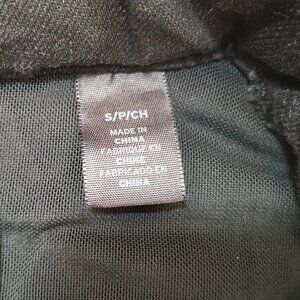 S/P/CH
MADE IN
CHINA
FABRIQUÉ EN
CHINE
FABRICADO EN
CHINA